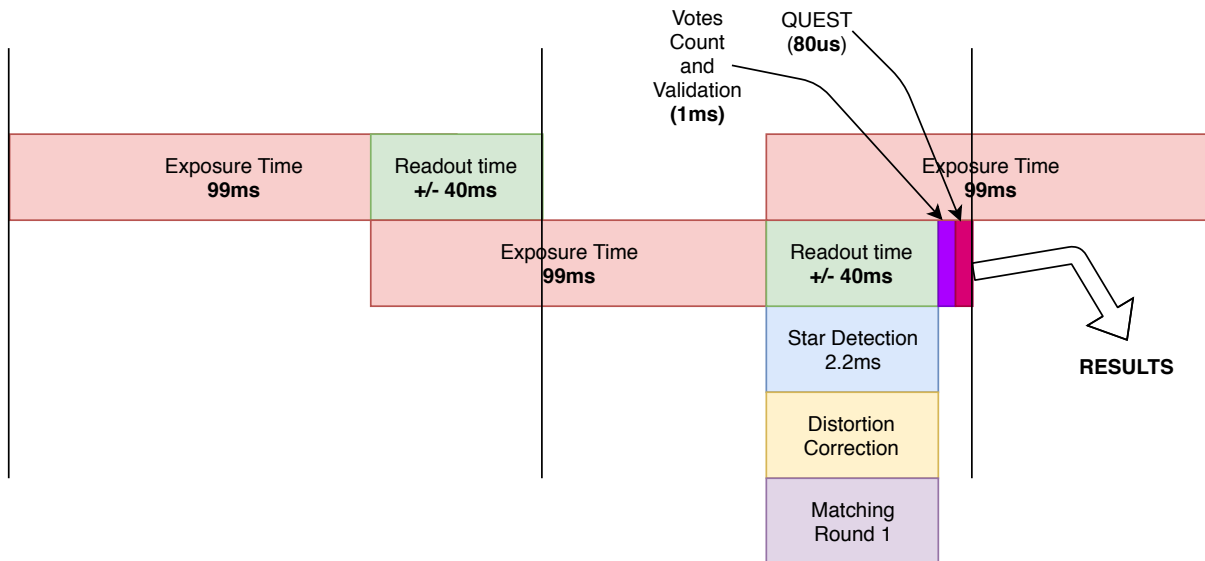 Votes
Count
and
Validation
(1ms)
QUEST
(80us)
Exposure Time
99ms
Readout time
+/- 40ms
Exposure Time
99ms
Exposure Time
99ms
Readout time
+/- 40ms
Star Detection
2.2ms
RESULTS
Distortion
Correction
Matching
Round 1